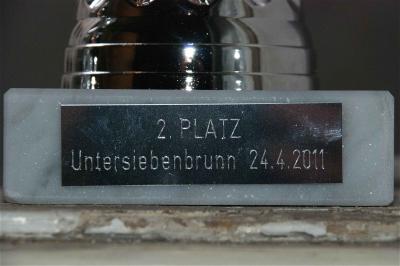 2. PLATZ
Untersiebenbrunn 24.4.2011